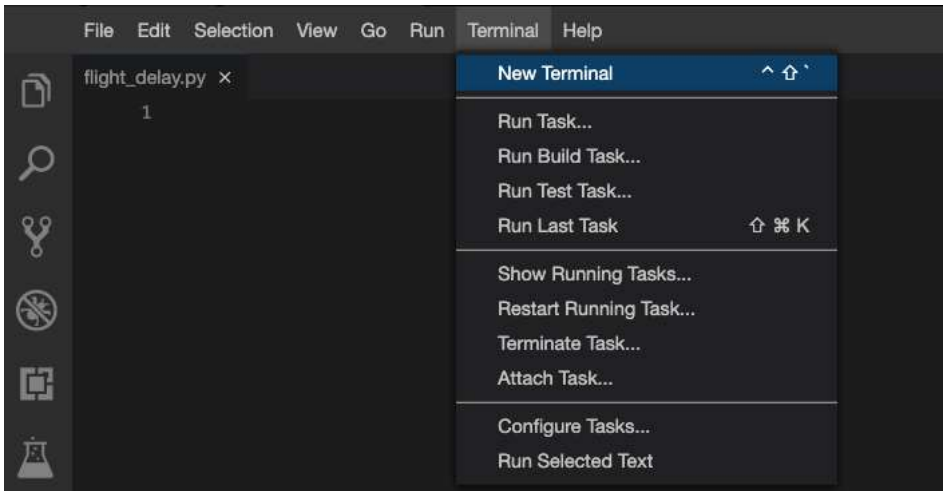 File Edit Selection View Go Run Terminal Help
flight_delay.py ×
1
New Terminal ^ ⇧ `
Run Task...
Run Build Task...
Run Test Task...
Run Last Task ⇧ ⌘ K
Show Running Tasks...
Restart Running Task...
Terminate Task...
Attach Task...
Configure Tasks...
Run Selected Text